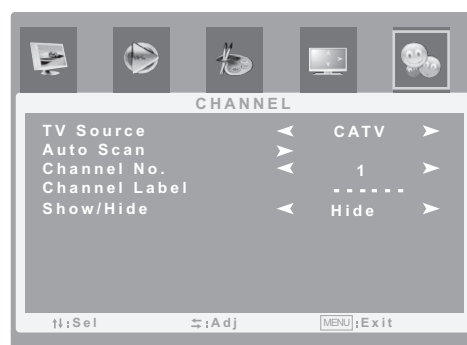 CHANNEL
TV Source ◄ CATV ►
Auto Scan ►
Channel No. ◄ 1 ►
Channel Label ------
Show/Hide ◄ Hide ►
↑↓:Sel ⇆:Adj MENU:Exit